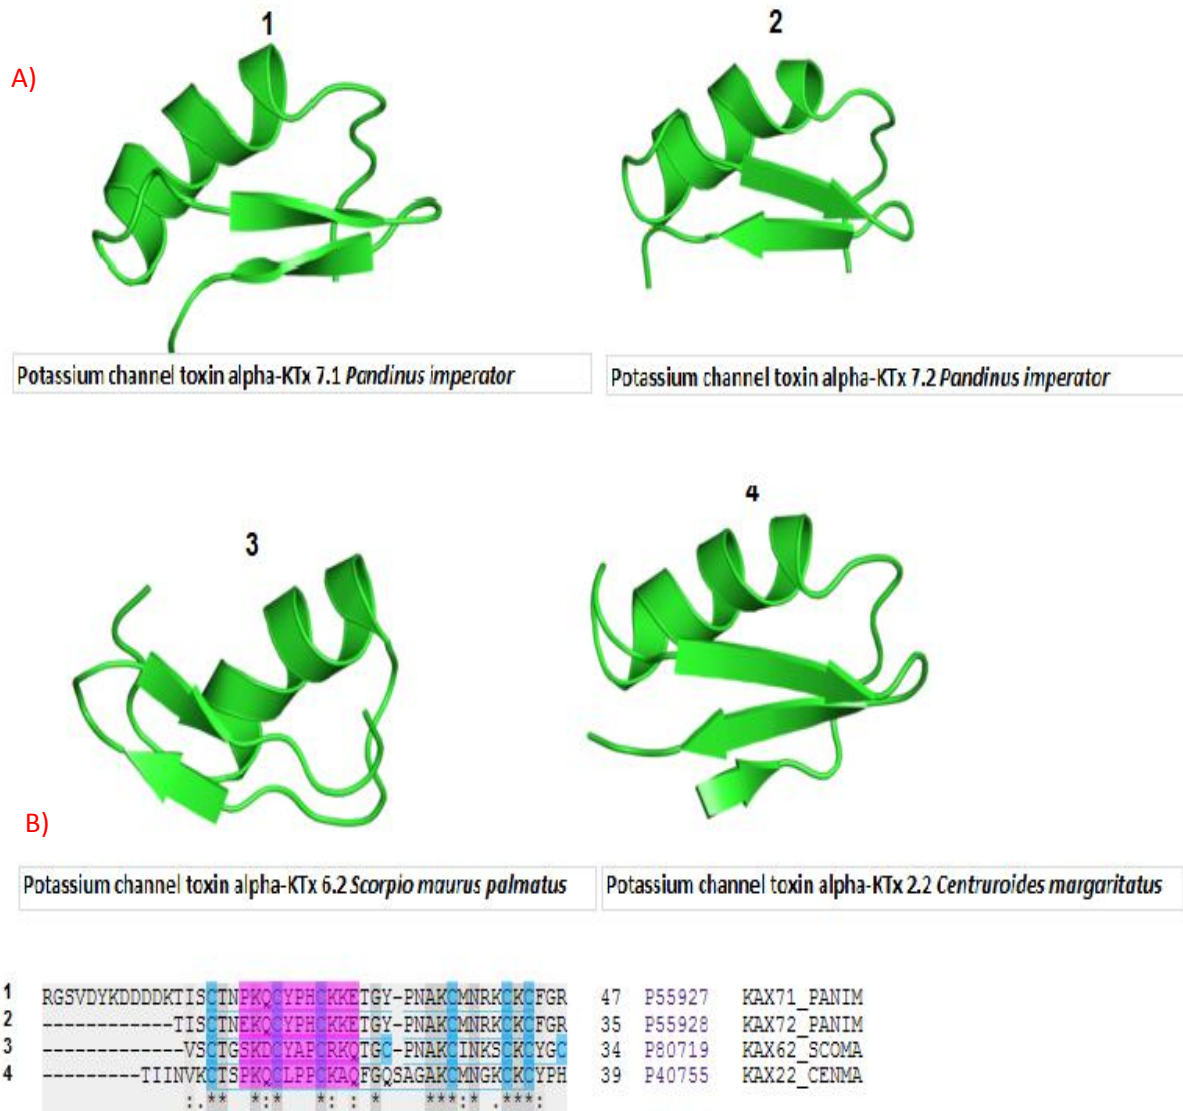 1
2
A)
Potassium channel toxin alpha-KTx 7.1 Pandinus imperator
Potassium channel toxin alpha-KTx 7.2 Pandinus imperator
3
4
B)
Potassium channel toxin alpha-KTx 6.2 Scorpio maurus palmatus
Potassium channel toxin alpha-KTx 2.2 Centruroides margaritatus
1 RGSVDYKDDDDKTISCTNPKQCYPHCKKETGY-PNAKCMNRKCKCFGR 47 P55927 KAX71_PANIM
2 ------------TISCTNEKQCYPHCKKETGY-PNAKCMNRKCKCFGR 35 P55928 KAX72_PANIM
3 -------------VSCTGSKDCYAPCRKQTGC-PNAKCINKSCKCYGC 34 P80719 KAX62_SCOMA
4 ---------TIINVKCTSPKQCLPPCKAQFGQSAGAKCMNGKCKCYPH 39 P40755 KAX22_CENMA
:.** *:* *: : * ***:* .***: